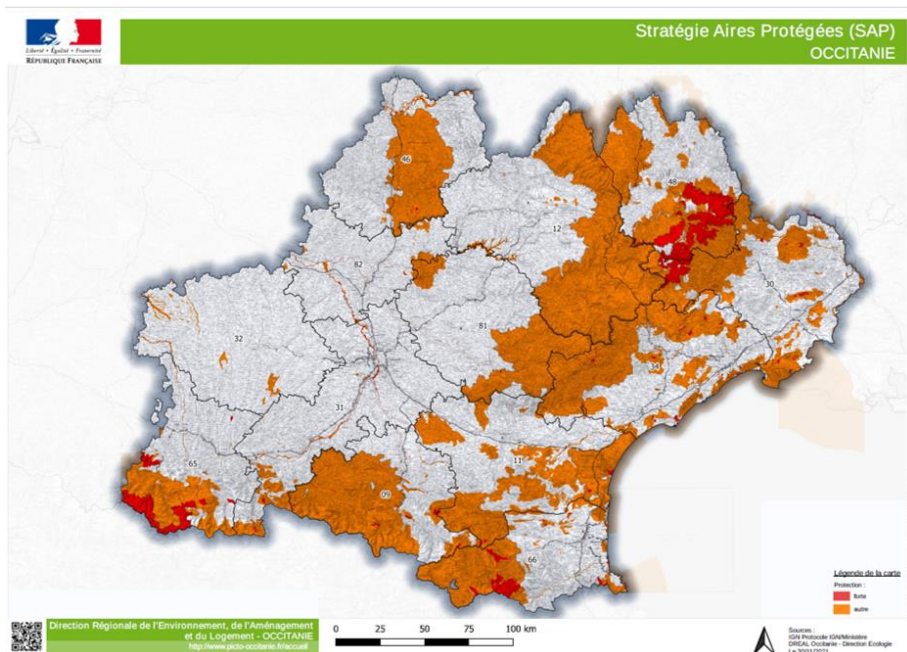 Liberté • Égalité • Fraternité
RÉPUBLIQUE FRANÇAISE
Stratégie Aires Protégées (SAP)
OCCITANIE
46
48
12
82
30
81
32
34
31
65
11
09
66
Légende de la carte
Protection :
forte
autre
Direction Régionale de l'Environnement, de l'Aménagement
et du Logement - OCCITANIE
http://www.picto-occitanie.fr/accueil
0 25 50 75 100 km
Sources :
IGN Protocole IGN/Ministère
DREAL Occitanie - Direction Ecologie